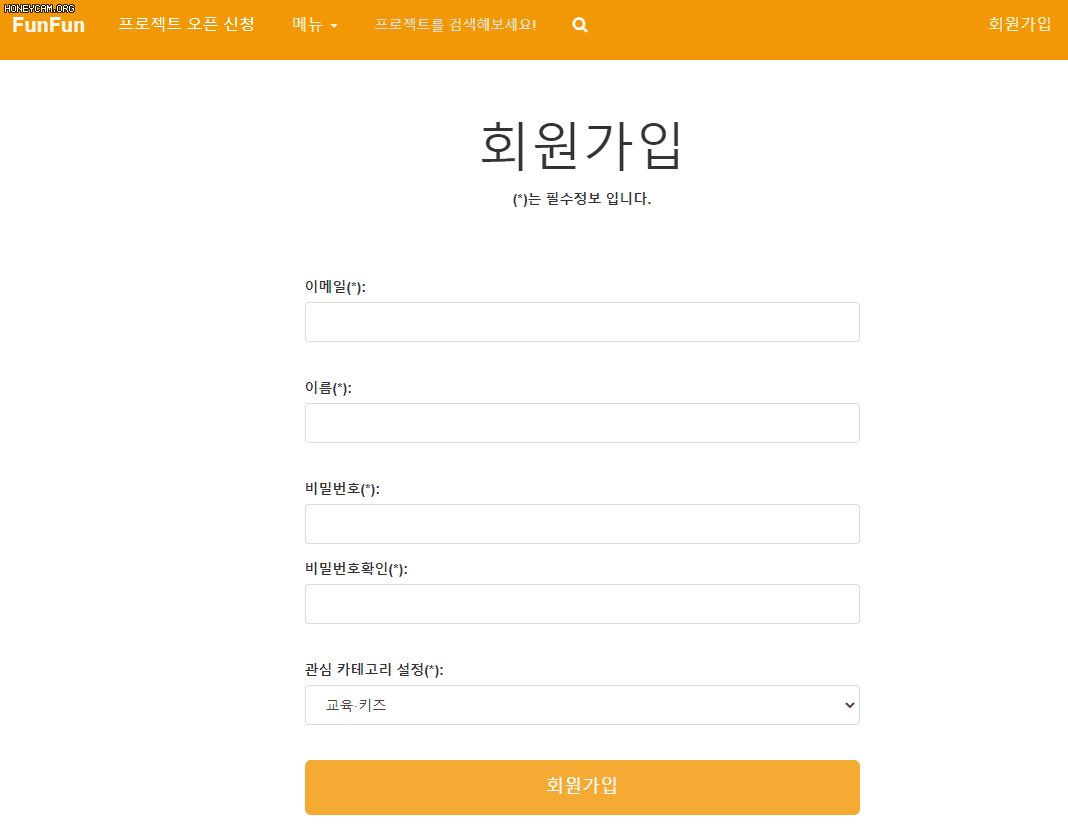 HONEYCAM.ORG
FunFun 프로젝트 오픈 신청 메뉴 프로젝트를 검색해보세요! 회원가입
회원가입
(*)는 필수정보 입니다.
이메일(*):
이름(*):
비밀번호(*):
비밀번호확인(*):
관심 카테고리 설정(*):
교육·키즈
회원가입